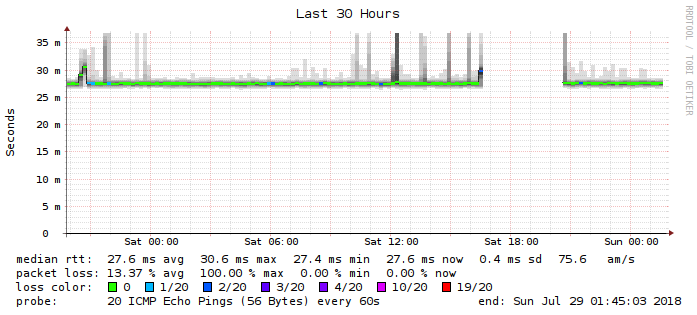 Last 30 Hours
RRDTOOL / TOBI OETIKER
Seconds
35 m
30 m
25 m
20 m
15 m
10 m
5 m
0
Sat 00:00 Sat 06:00 Sat 12:00 Sat 18:00 Sun 00:00
median rtt: 27.6 ms avg 30.6 ms max 27.4 ms min 27.6 ms now 0.4 ms sd 75.6 am/s
packet loss: 13.37 % avg 100.00 % max 0.00 % min 0.00 % now
loss color: 0 1/20 2/20 3/20 4/20 10/20 19/20
probe: 20 ICMP Echo Pings (56 Bytes) every 60s end: Sun Jul 29 01:45:03 2018